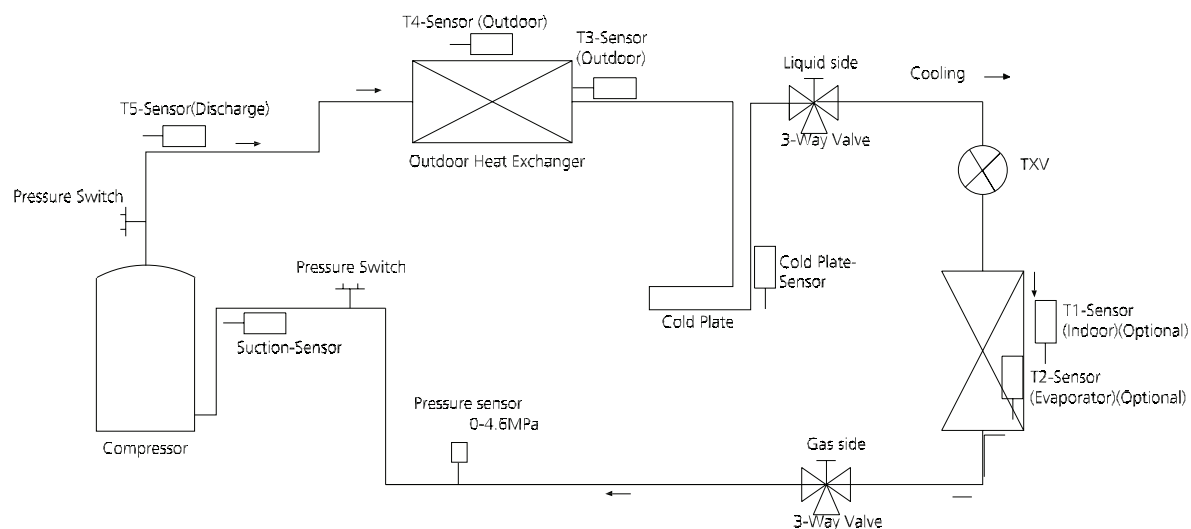 T4-Sensor (Outdoor)
T3-Sensor
(Outdoor)
Liquid side
Cooling
T5-Sensor(Discharge)
3-Way Valve
Outdoor Heat Exchanger
TXV
Pressure Switch
Pressure Switch
Cold Plate-
Sensor
Cold Plate
T1-Sensor
(Indoor)(Optional)
Suction-Sensor
T2-Sensor
(Evaporator)(Optional)
Pressure sensor
0-4.6MPa
Compressor
Gas side
3-Way Valve